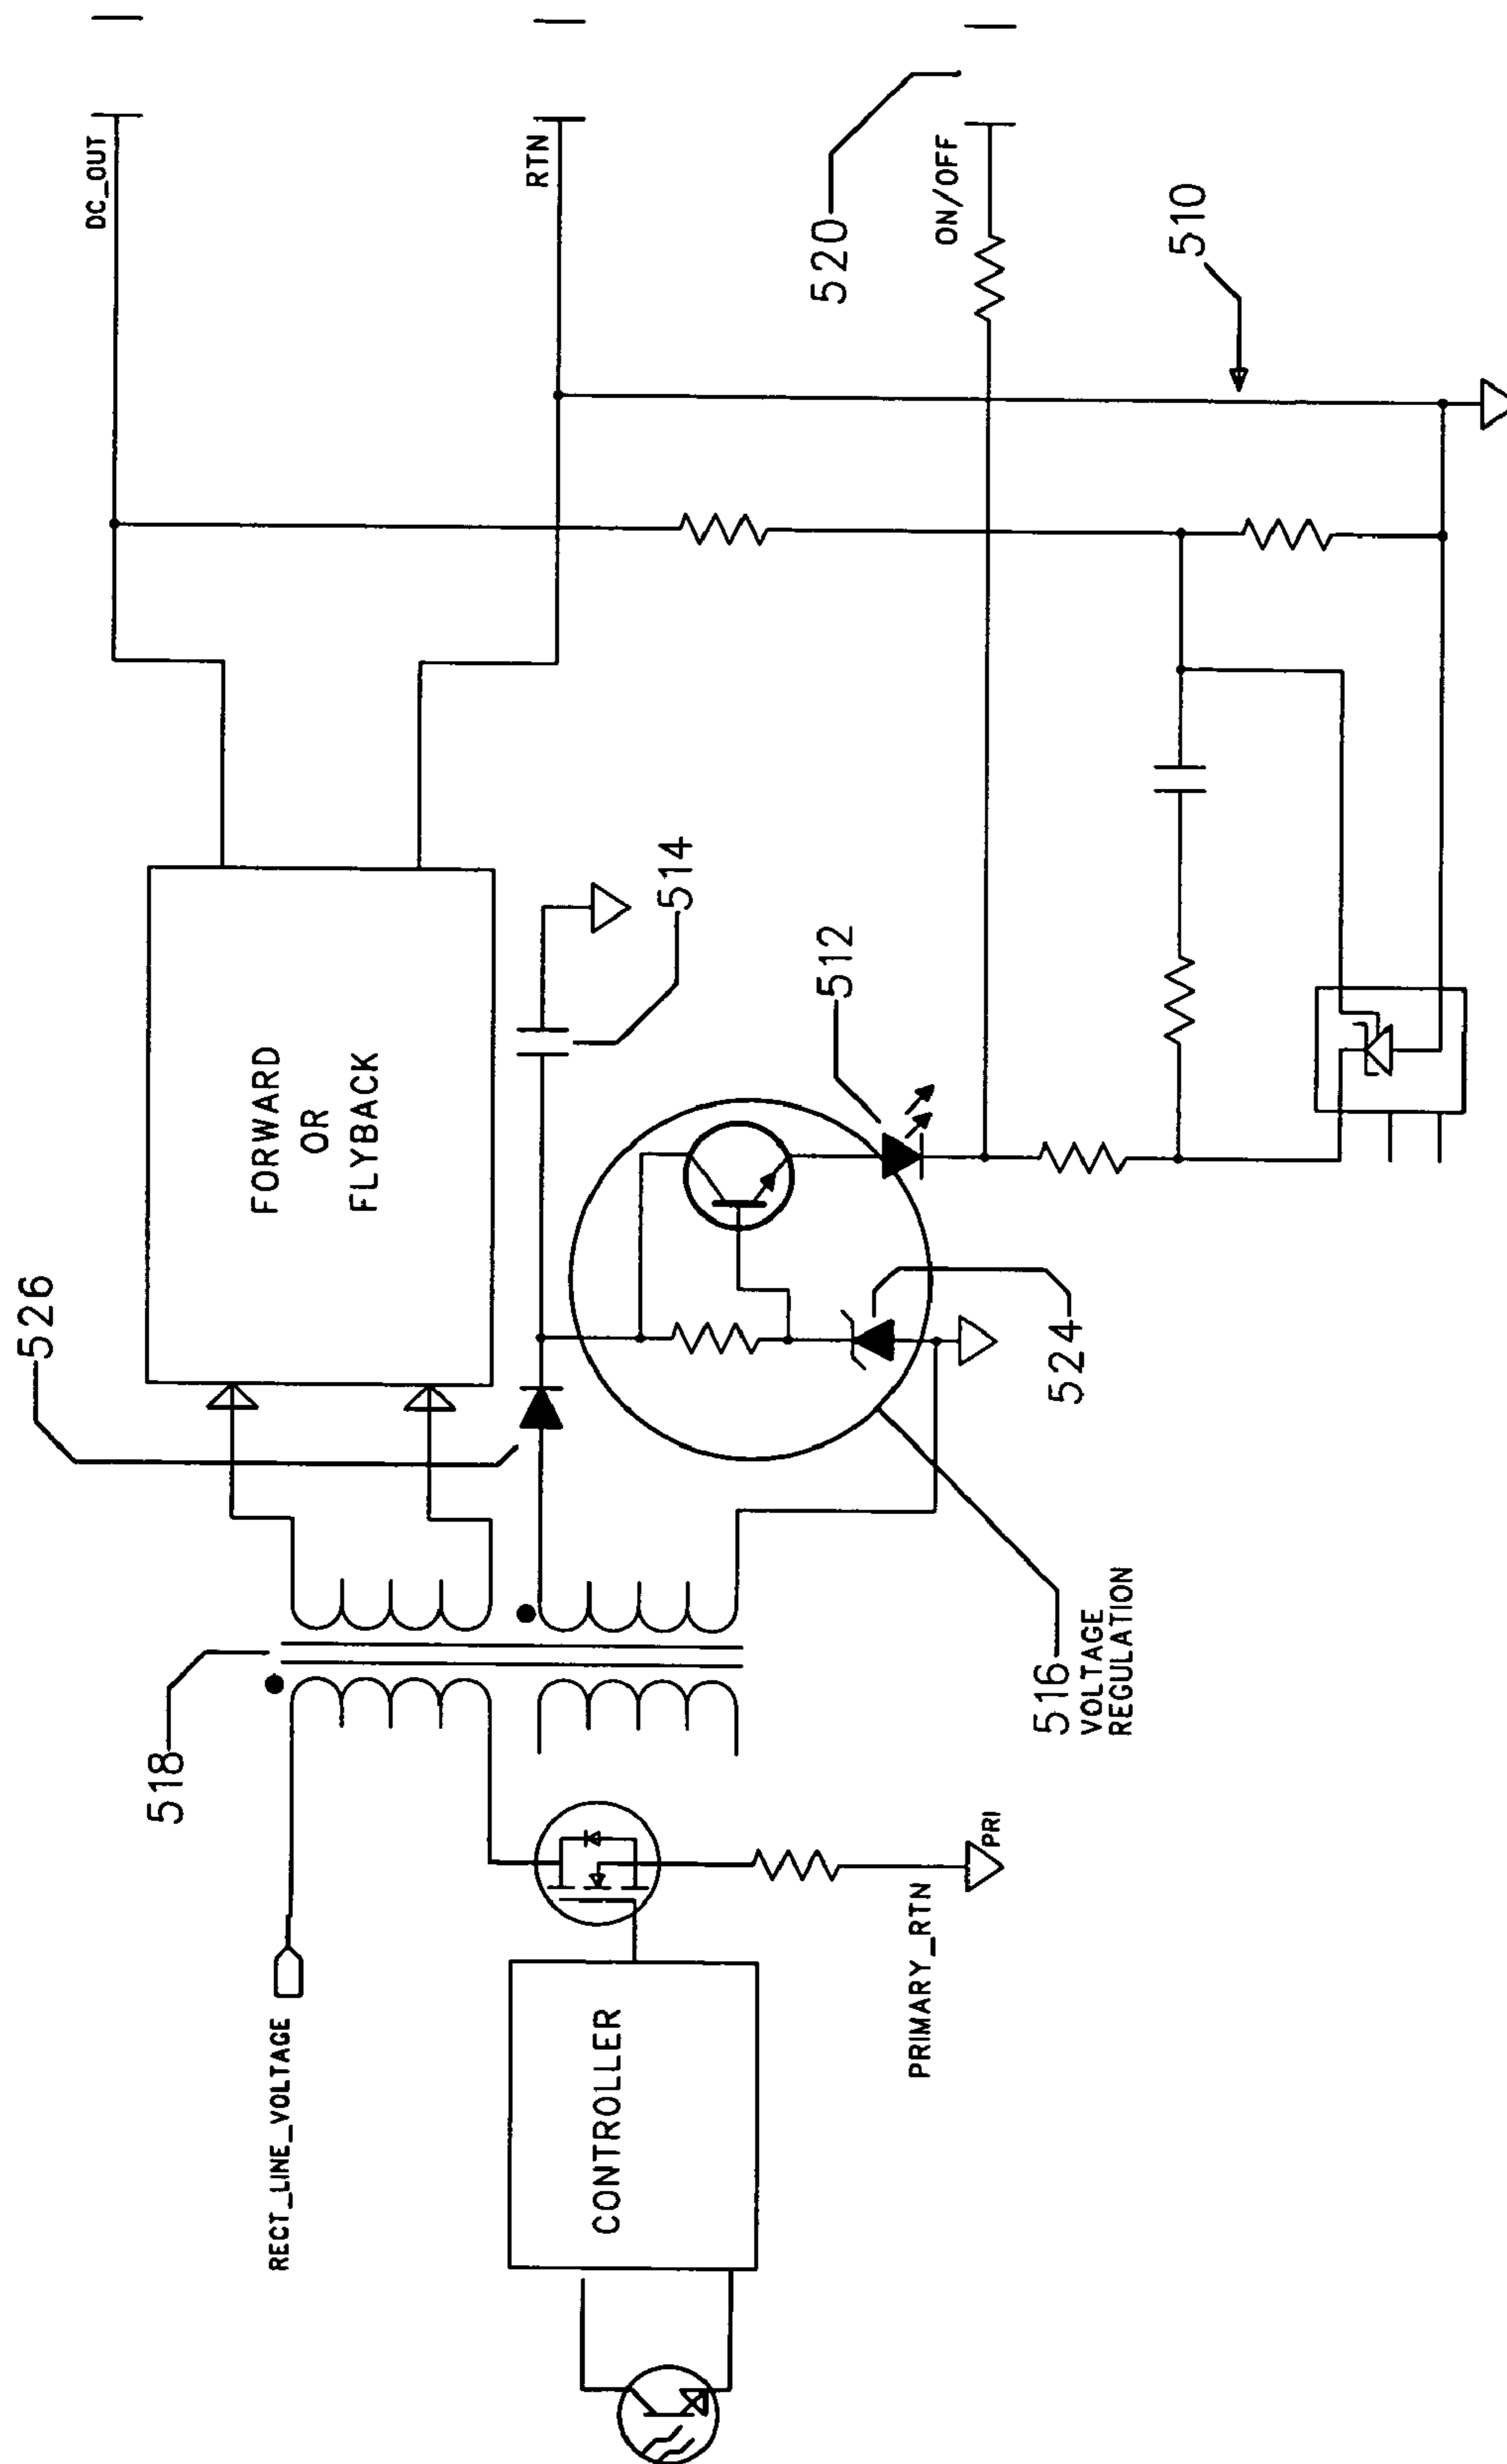 526
518
RECT_LINE_VOLTAGE
CONTROLLER
PRIMARY_RTN
PRI
FORWARD
OR
FLYBACK
514
512
524
516
VOLTAGE
REGULATION
DC_OUT
RTN
520
ON/OFF
510